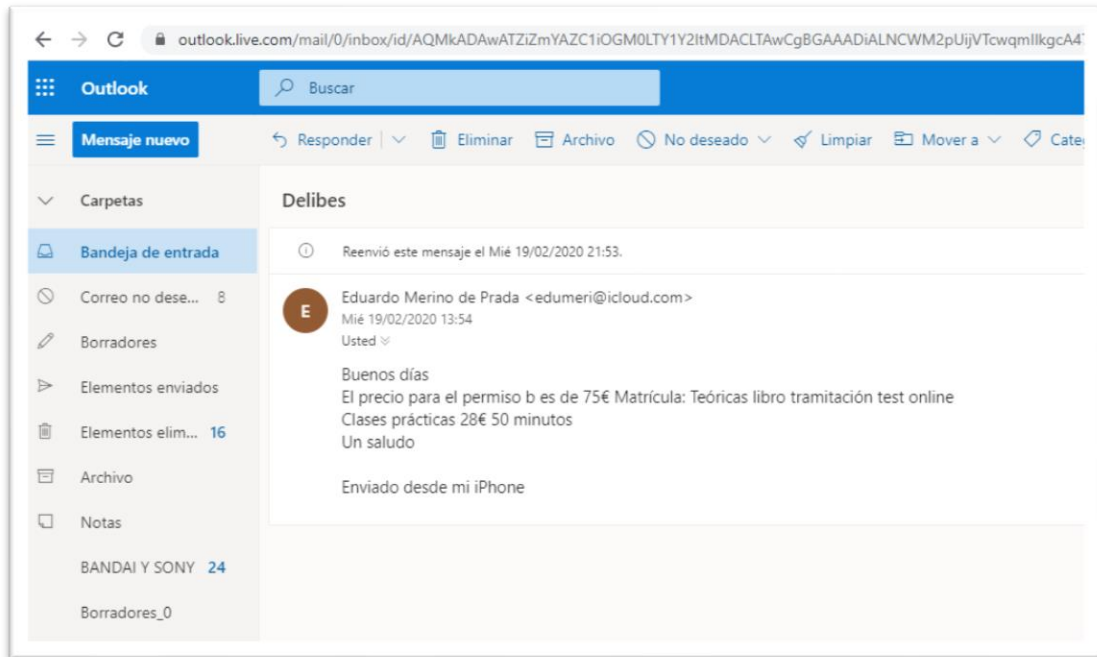 outlook.live.com/mail/0/inbox/id/AQMkADAwATZiZmYAZC1iOGM0LTY1Y2ItMDACLTAwCgBGAAADiALNCWM2pUijVTcwqmIIkgcA47
Outlook
Buscar
Mensaje nuevo
Responder
Eliminar
Archivo
No deseado
Limpiar
Mover a
Cate
Carpetas
Bandeja de entrada
Correo no dese... 8
Borradores
Elementos enviados
Elementos elim... 16
Archivo
Notas
BANDAI Y SONY 24
Borradores_0
Delibes
Reenvió este mensaje el Mié 19/02/2020 21:53.
E
Eduardo Merino de Prada <edumeri@icloud.com>
Mié 19/02/2020 13:54
Usted
Buenos días
El precio para el permiso b es de 75€ Matrícula: Teóricas libro tramitación test online
Clases prácticas 28€ 50 minutos
Un saludo
Enviado desde mi iPhone